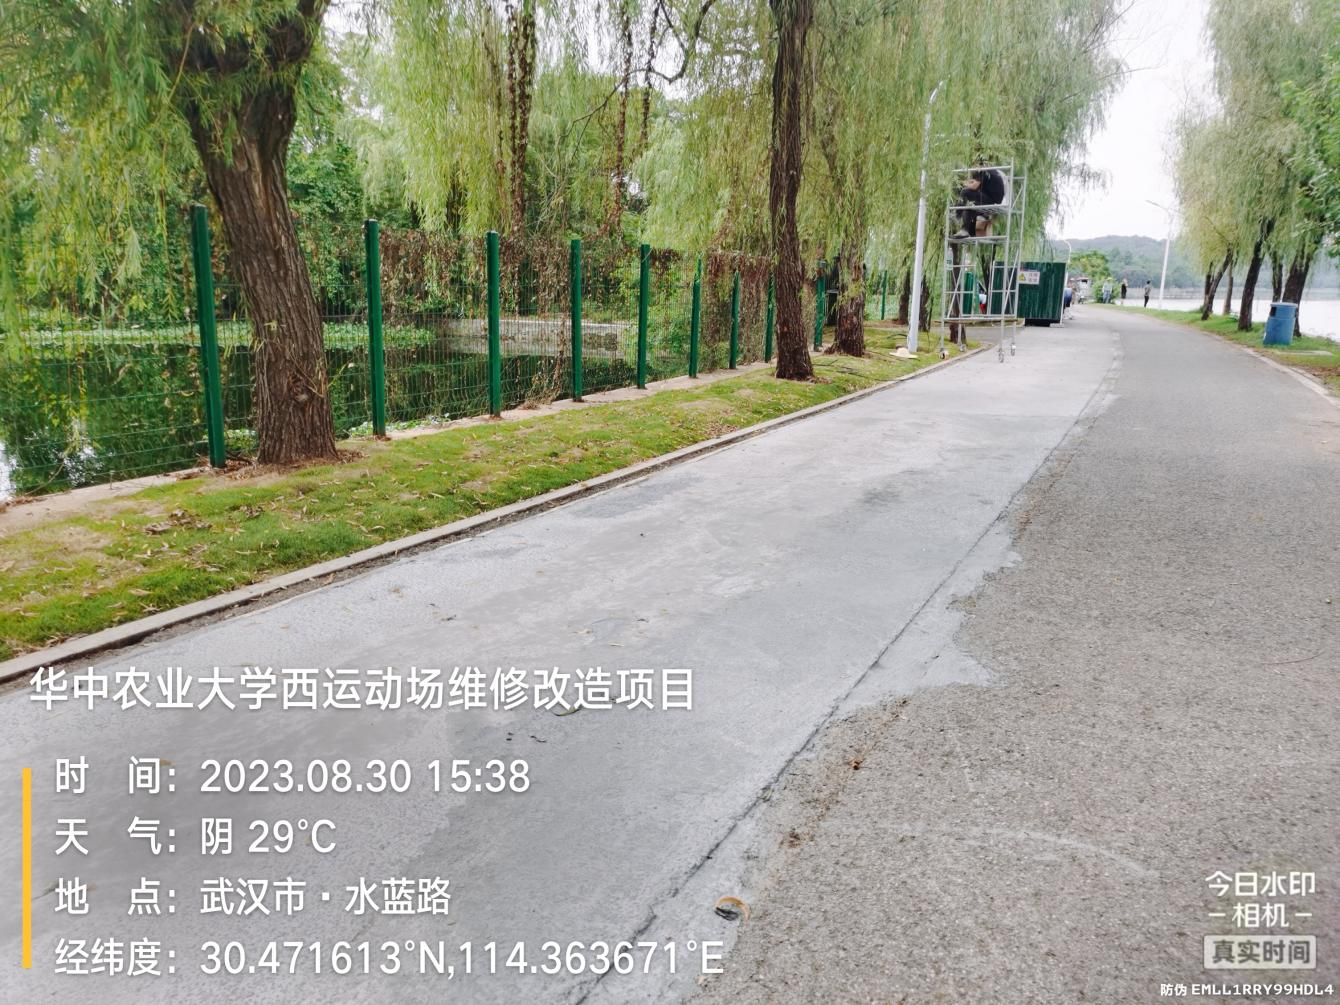 华中农业大学西运动场维修改造项目
时 间：2023.08.30 15:38
天 气：阴 29℃
地 点：武汉市·水蓝路
经纬度：30.471613°N,114.363671°E
今日水印
-相机-
真实时间
防伪 EMLL1RRY99HDL4